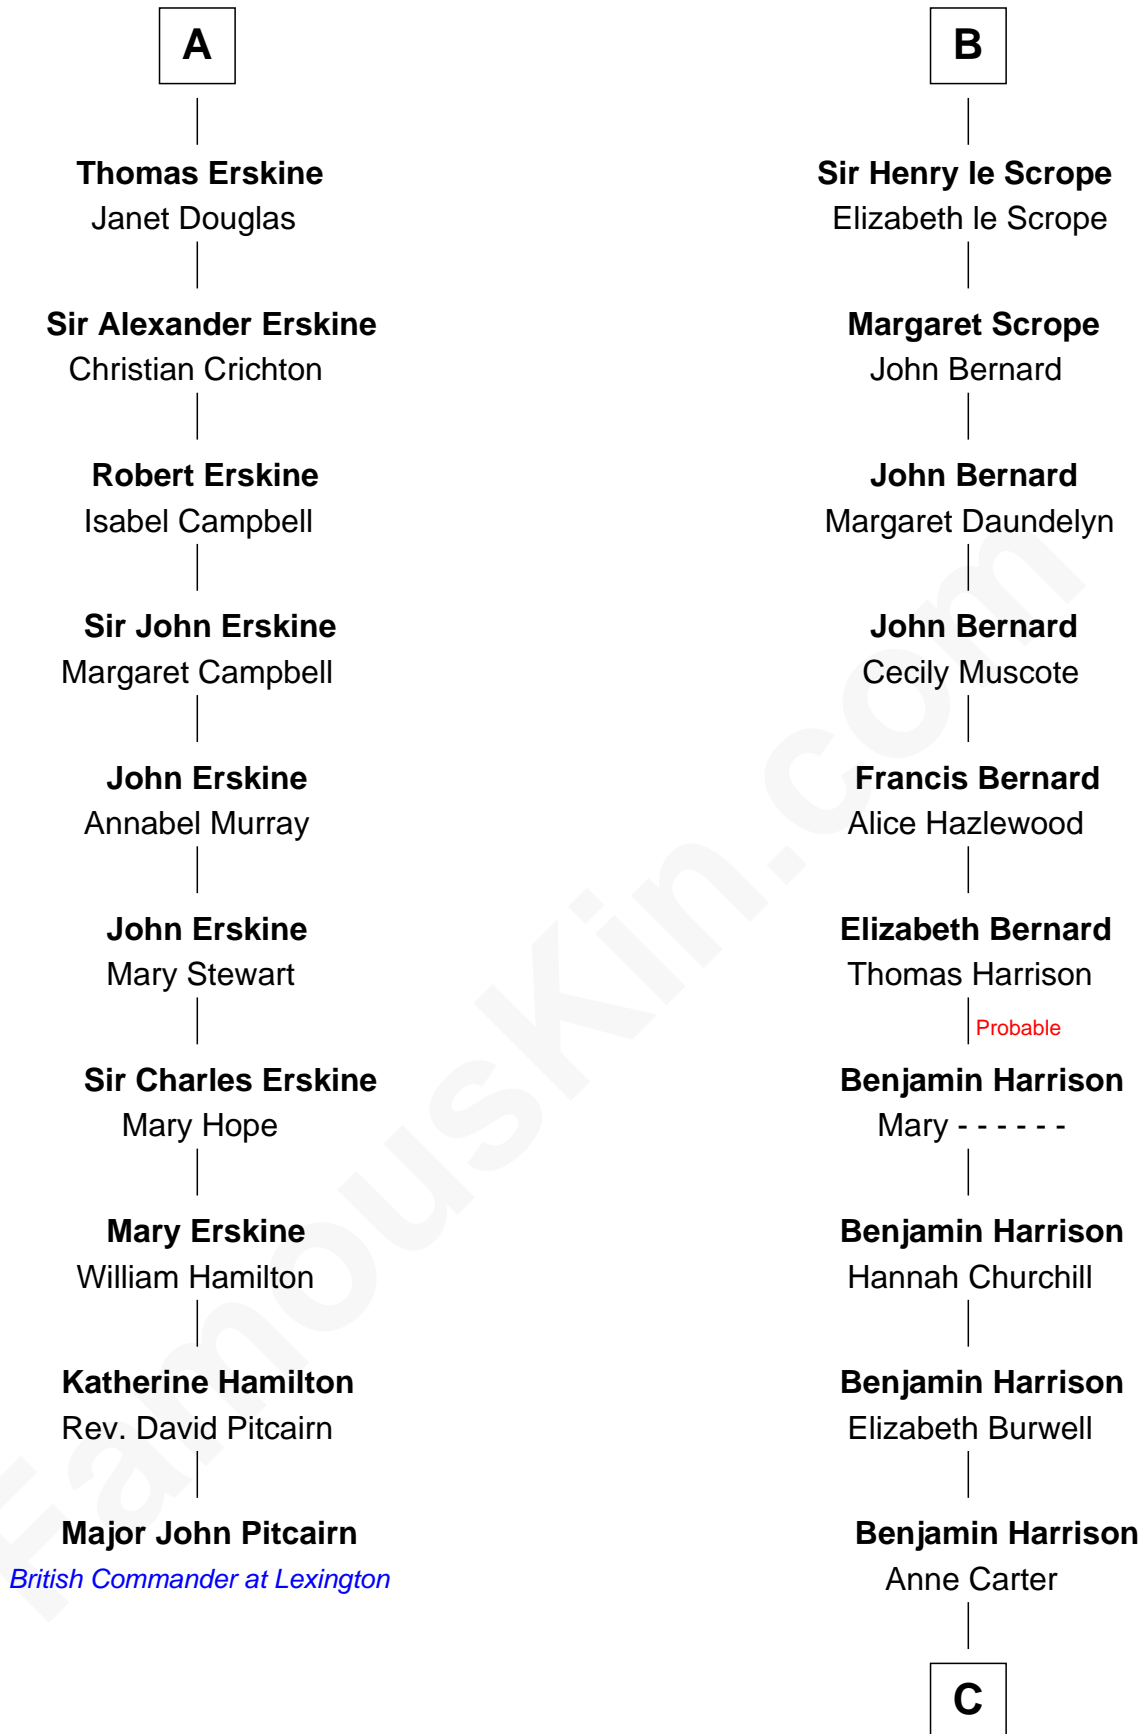 A
Thomas Erskine
Janet Douglas
Sir Alexander Erskine
Christian Crichton
Robert Erskine
Isabel Campbell
Sir John Erskine
Margaret Campbell
John Erskine
Annabel Murray
John Erskine
Mary Stewart
Sir Charles Erskine
Mary Hope
Mary Erskine
William Hamilton
Katherine Hamilton
Rev. David Pitcairn
Major John Pitcairn
British Commander at Lexington
B
Sir Henry le Scrope
Elizabeth le Scrope
Margaret Scrope
John Bernard
John Bernard
Margaret Daundelyn
John Bernard
Cecily Muscote
Francis Bernard
Alice Hazlewood
Elizabeth Bernard
Thomas Harrison
Probable
Benjamin Harrison
Mary - - - - - -
Benjamin Harrison
Hannah Churchill
Benjamin Harrison
Elizabeth Burwell
Benjamin Harrison
Anne Carter
C
FamousKin.com